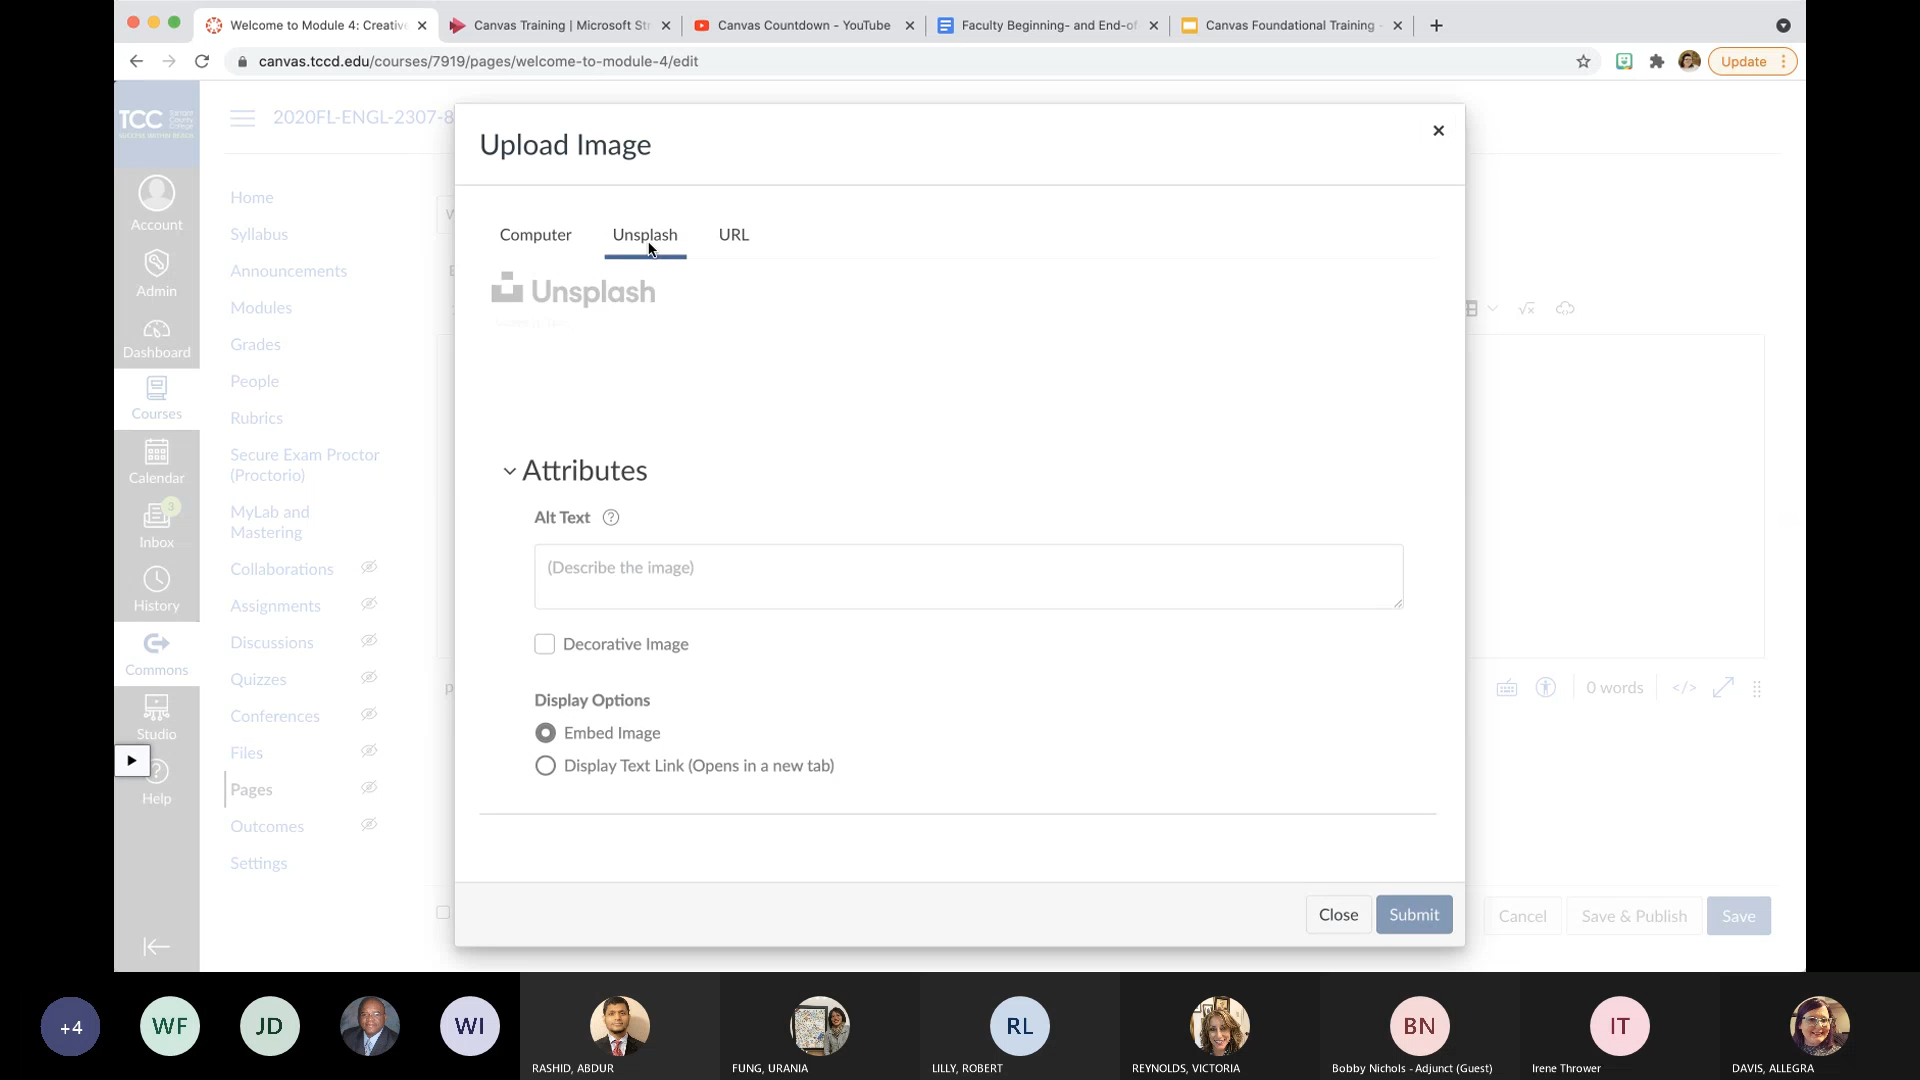 Welcome to Module 4: Creative
Canvas Training | Microsoft Str
Canvas Countdown - YouTube
Faculty Beginning- and End-of
Canvas Foundational Training -
canvas.tccd.edu/courses/7919/pages/welcome-to-module-4/edit
Update
TCC
2020FL-ENGL-2307-8
Account
Admin
Dashboard
Courses
Calendar
3
Inbox
History
Commons
Studio
Help
Home
Syllabus
Announcements
Modules
Grades
People
Rubrics
Secure Exam Proctor
(Proctorio)
MyLab and
Mastering
Collaborations
Assignments
Discussions
Quizzes
Conferences
Files
Pages
Outcomes
Settings
Upload Image
Computer
Unsplash
URL
Unsplash
Attributes
Alt Text
(Describe the image)
Decorative Image
Display Options
Embed Image
Display Text Link (Opens in a new tab)
Close
Submit
0 words
</>
Cancel
Save & Publish
Save
+4
WF
JD
WI
RASHID, ABDUR
FUNG, URANIA
RL
LILLY, ROBERT
REYNOLDS, VICTORIA
BN
Bobby Nichols - Adjunct (Guest)
IT
Irene Thrower
DAVIS, ALLEGRA